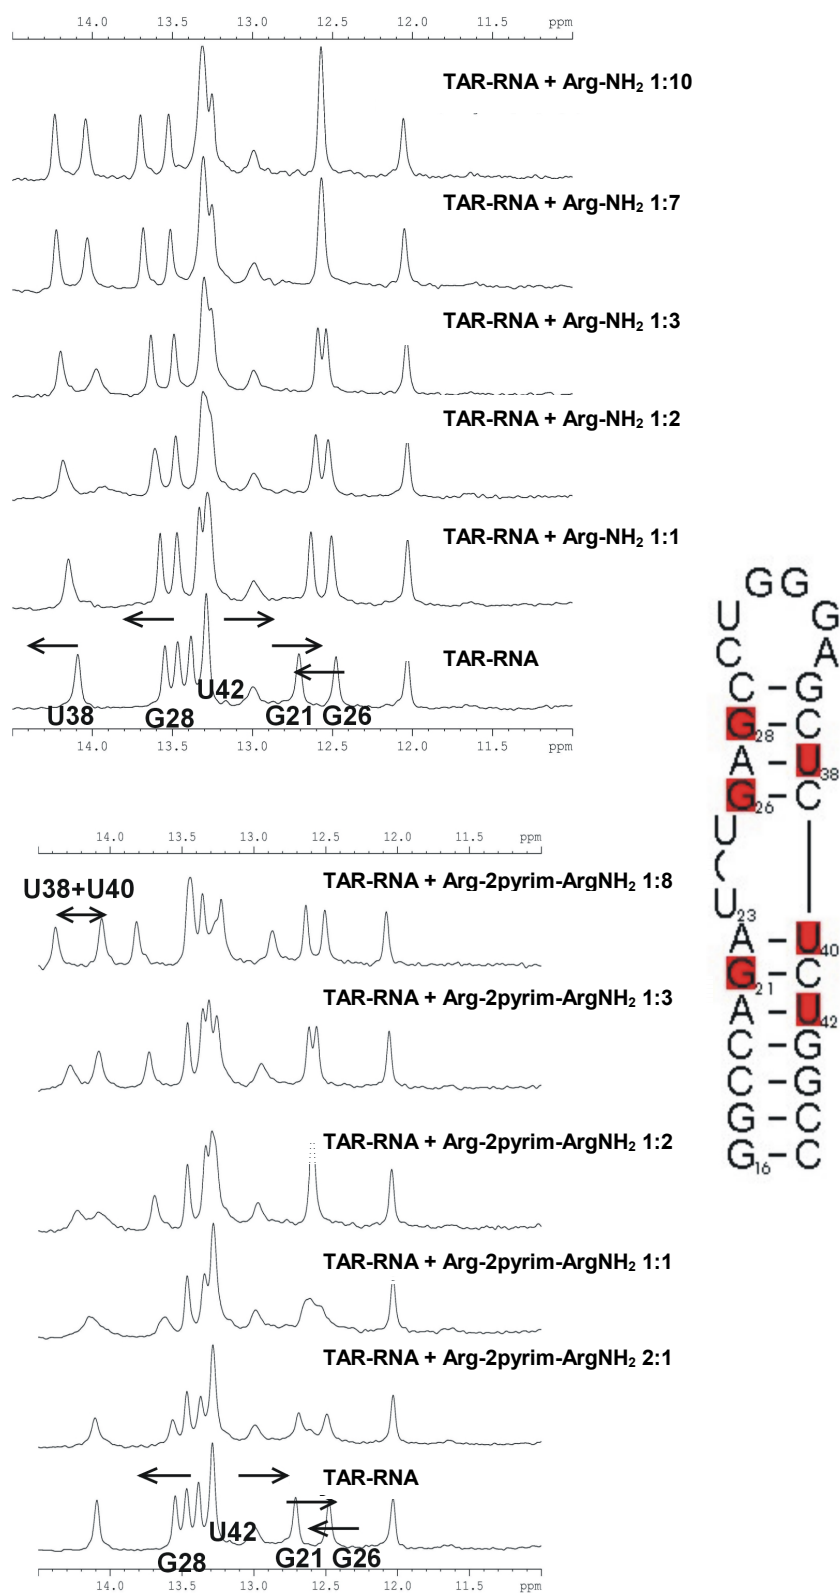 14.0 13.5 13.0 12.5 12.0 11.5 ppm
TAR-RNA + Arg-NH₂ 1:10
TAR-RNA + Arg-NH₂ 1:7
TAR-RNA + Arg-NH₂ 1:3
TAR-RNA + Arg-NH₂ 1:2
TAR-RNA + Arg-NH₂ 1:1
TAR-RNA
U38 G28 U42 G21 G26
14.0 13.5 13.0 12.5 12.0 11.5 ppm
14.0 13.5 13.0 12.5 12.0 11.5 ppm
U38+U40
TAR-RNA + Arg-2pyrim-ArgNH₂ 1:8
TAR-RNA + Arg-2pyrim-ArgNH₂ 1:3
TAR-RNA + Arg-2pyrim-ArgNH₂ 1:2
TAR-RNA + Arg-2pyrim-ArgNH₂ 1:1
TAR-RNA + Arg-2pyrim-ArgNH₂ 2:1
TAR-RNA
G28 U42 G21 G26
14.0 13.5 13.0 12.5 12.0 11.5 ppm
G G
U G
C A
C – G
G₂₈ – C
A – U₃₈
G₂₆ – C
U
C
U₂₃
A – U₄₀
G₂₁ – C
A – U₄₂
C – G
C – G
G – C
G₁₆ – C